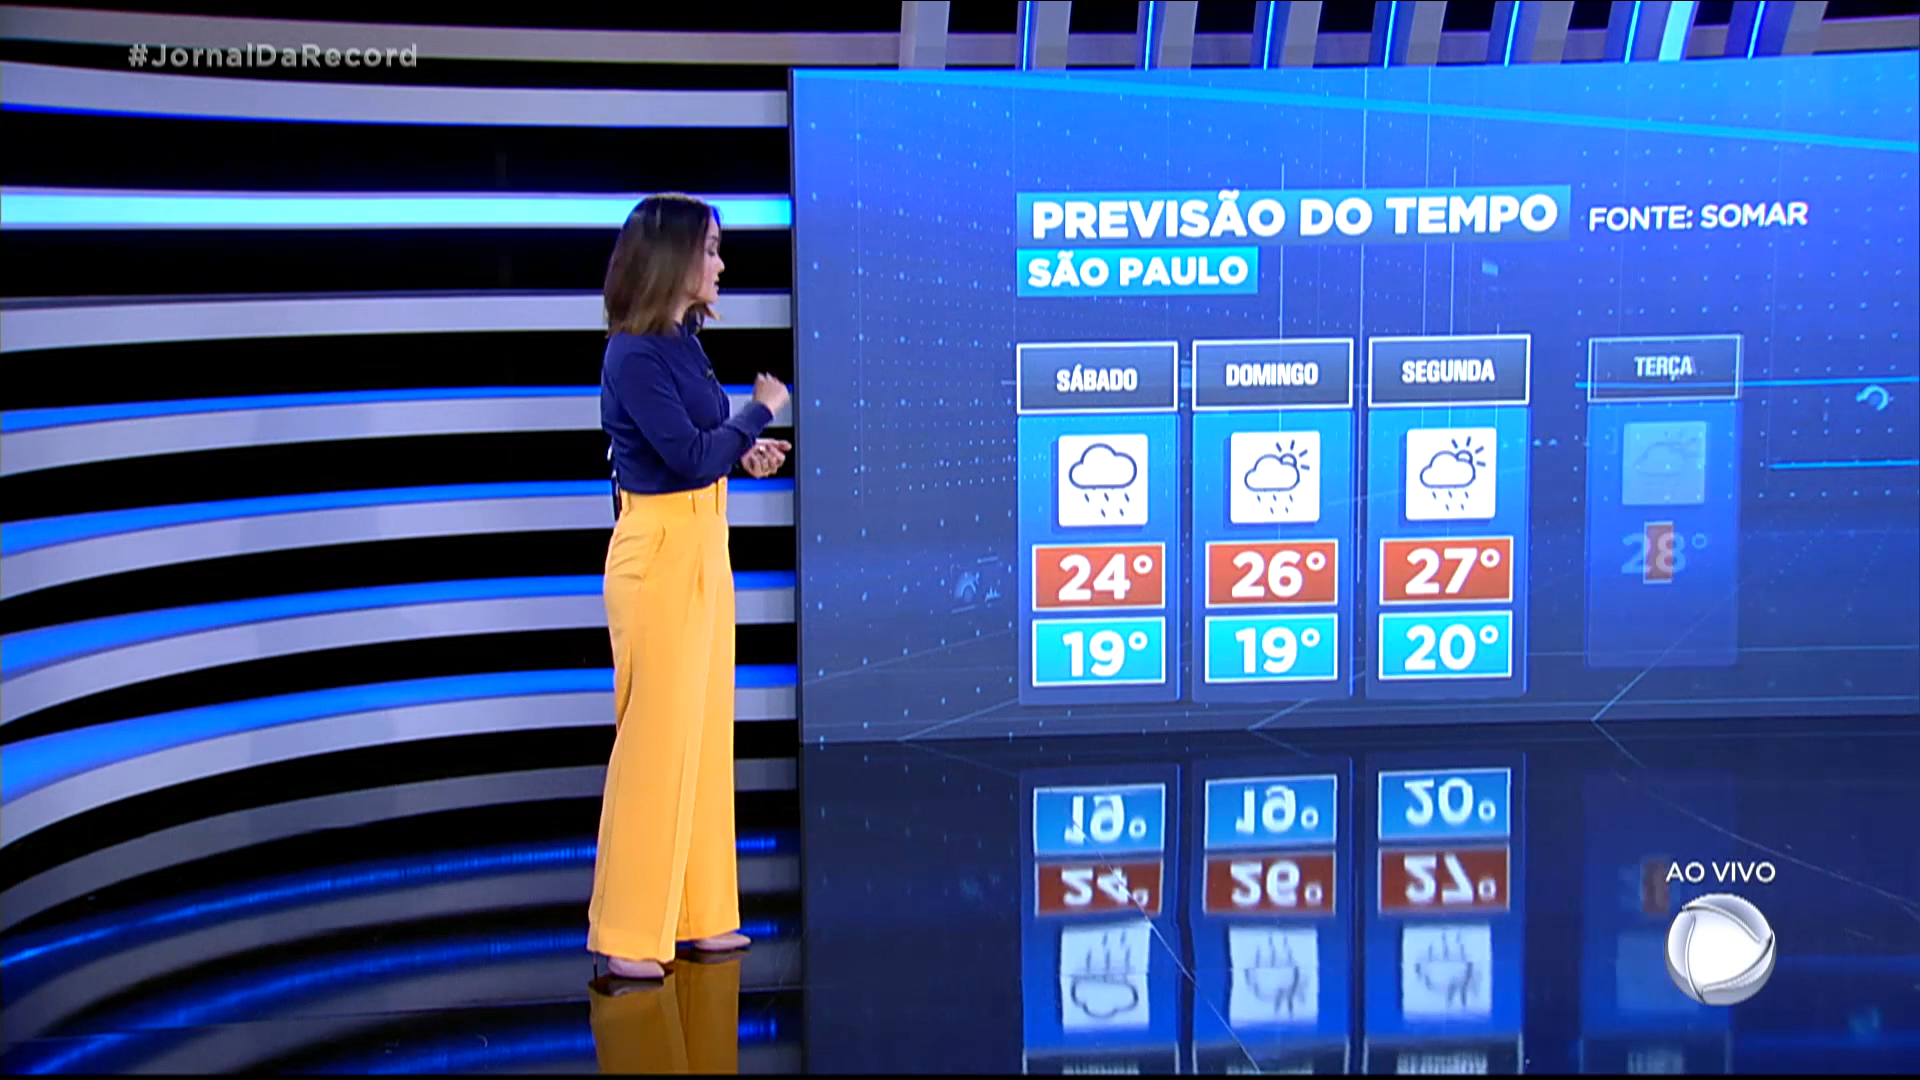 #JornalDaRecord
PREVISÃO DO TEMPO FONTE: SOMAR
SÃO PAULO
SÁBADO DOMINGO SEGUNDA TERÇA
24° 26° 27° 28°
19° 19° 20°
AO VIVO